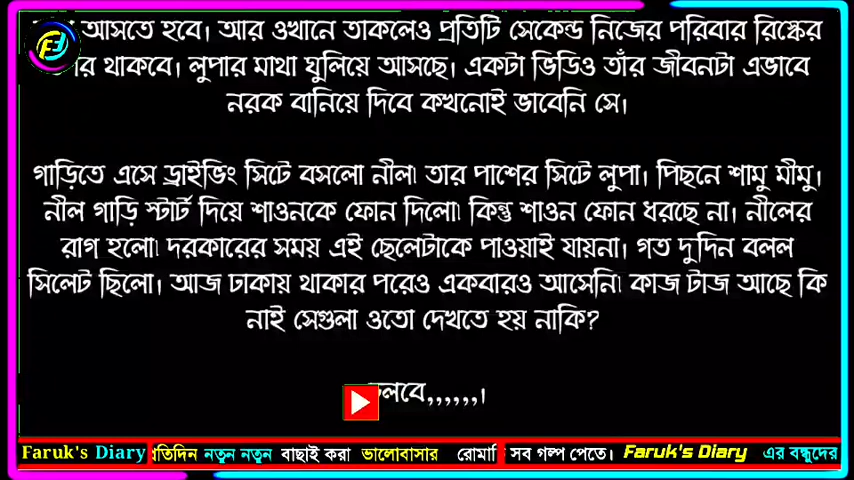 আসতে হবে। আর ওখানে তাকলেও প্রতিটি সেকেন্ড নিজের পরিবার রিস্কের
থাকবে। লুপার মাথা ঘুলিয়ে আসছে। একটা ভিডিও তাঁর জীবনটা এভাবে
নরক বানিয়ে দিবে কখনোই ভাবেনি সে।
গাড়িতে এসে ড্রাইভিং সিটে বসলো নীল৷ তার পাশের সিটে লুপা। পিছনে শামু মীমু।
নীল গাড়ি স্টার্ট দিয়ে শাওনকে ফোন দিলো৷ কিন্তু শাওন ফোন ধরছে না। নীলের
রাগ হলো৷ দরকারের সময় এই ছেলেটাকে পাওয়াই যায়না। গত দু'দিন বলল
সিলেট ছিলো। আজ ঢাকায় থাকার পরেও একবারও আসেনি৷ কাজ টাজ আছে কি
নাই সেগুলা ওতো দেখতে হয় নাকি?
Faruk's Diary প্রতিদিন নতুন নতুন বাছাই করা ভালোবাসার সব গল্প পেতে। Faruk's Diary এর বন্ধুদের